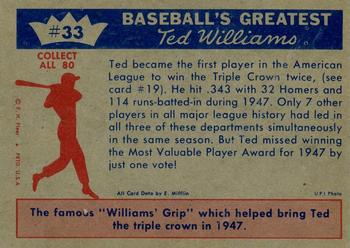 #33
BASEBALL'S GREATEST
Ted Williams
COLLECT
ALL 80
Ted became the first player in the American
League to win the Triple Crown twice, (see
card #19). He hit .343 with 32 Homers and
114 runs-batted-in during 1947. Only 7 other
players in all major league history had led in
all three of these departments simultaneously
in the same season. But Ted missed winning
the Most Valuable Player Award for 1947 by
just one vote!
© F. H. Fleer • PRTD. U.S.A
All Card Data by E. Mifflin
U P I Photo
The famous "Williams' Grip" which helped bring Ted
the triple crown in 1947.